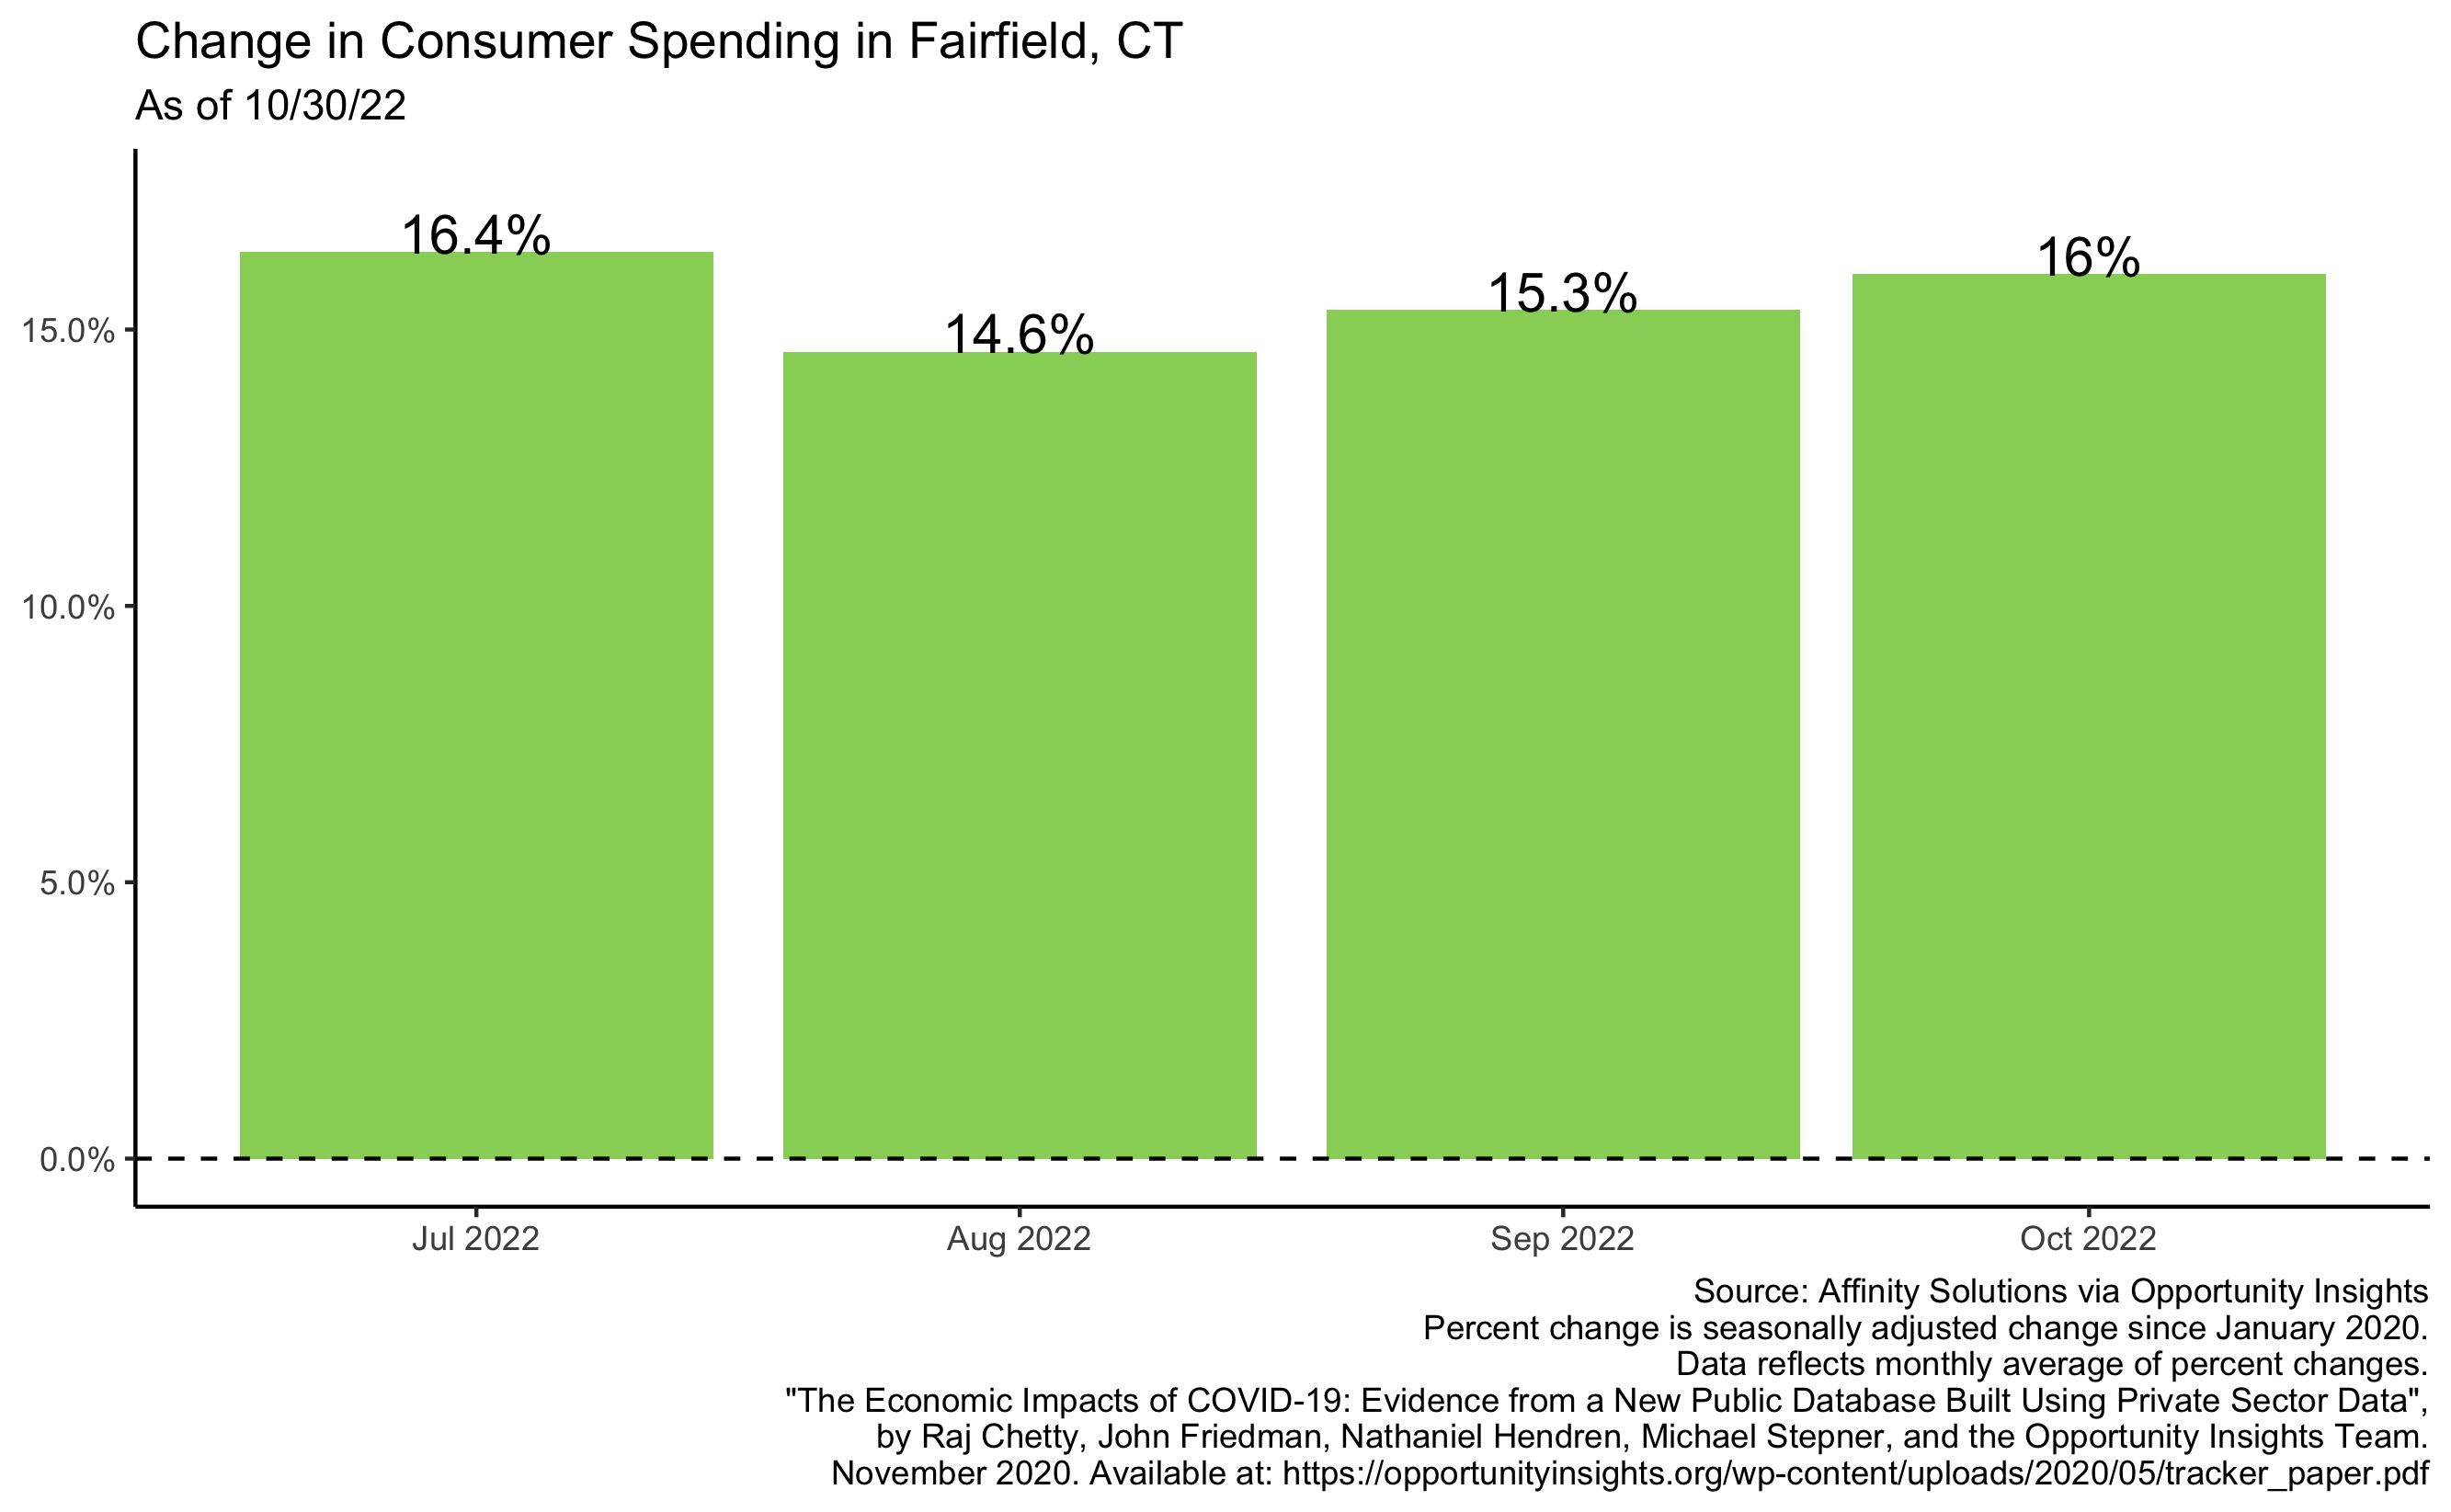 Change in Consumer Spending in Fairfield, CT
As of 10/30/22
16.4%
14.6%
15.3%
16%
15.0%
10.0%
5.0%
0.0%
Jul 2022
Aug 2022
Sep 2022
Oct 2022
Source: Affinity Solutions via Opportunity Insights
Percent change is seasonally adjusted change since January 2020.
Data reflects monthly average of percent changes.
"The Economic Impacts of COVID-19: Evidence from a New Public Database Built Using Private Sector Data",
by Raj Chetty, John Friedman, Nathaniel Hendren, Michael Stepner, and the Opportunity Insights Team.
November 2020. Available at: https://opportunityinsights.org/wp-content/uploads/2020/05/tracker_paper.pdf